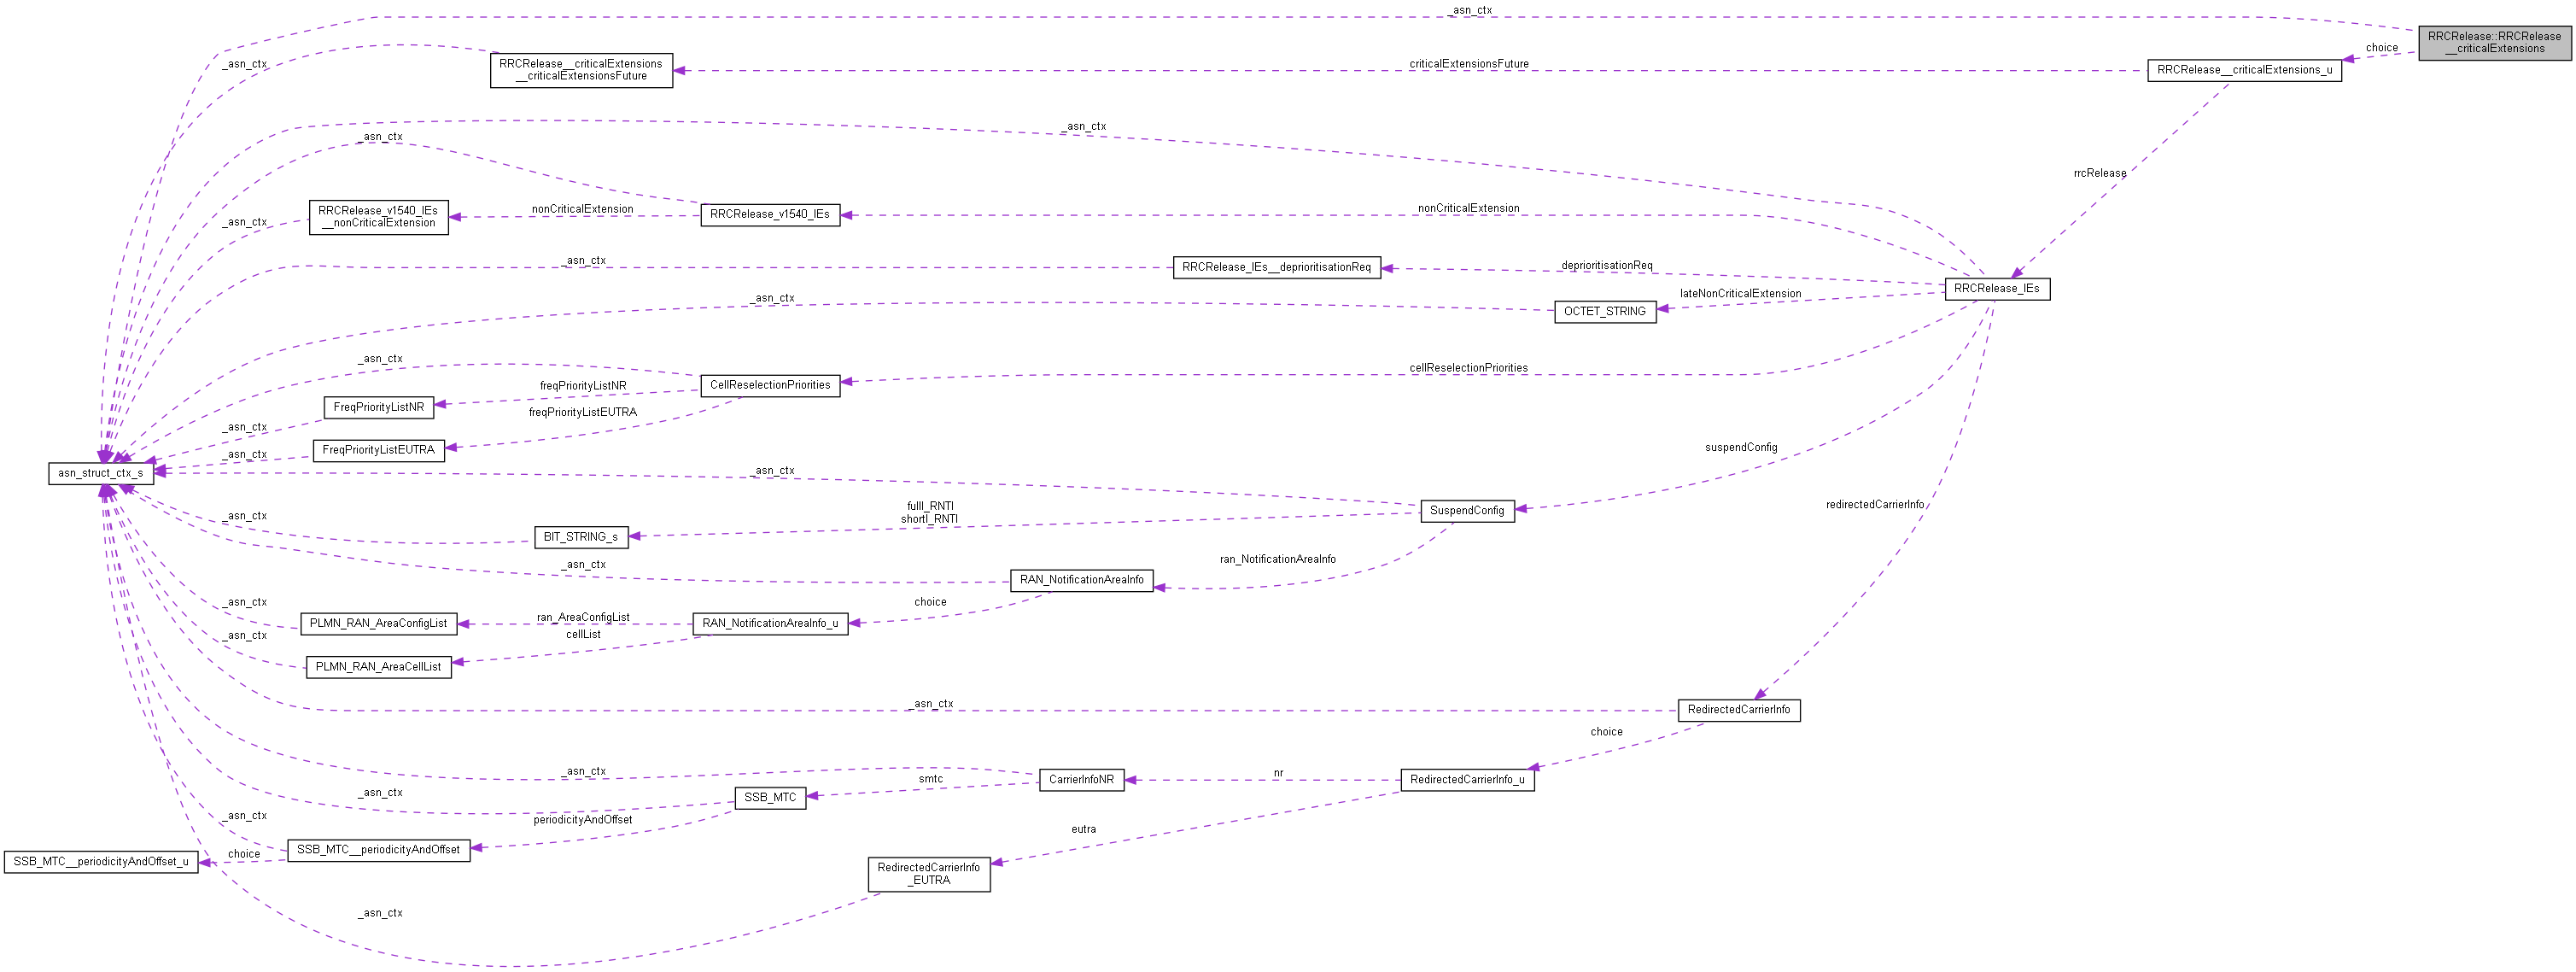 _asn_ctx
RRCRelease::RRCRelease
__criticalExtensions
choice
_asn_ctx
RRCRelease__criticalExtensions
__criticalExtensionsFuture
criticalExtensionsFuture
RRCRelease__criticalExtensions_u
_asn_ctx
_asn_ctx
rrcRelease
RRCRelease_v1540_IEs
__nonCriticalExtension
nonCriticalExtension
RRCRelease_v1540_IEs
nonCriticalExtension
_asn_ctx
_asn_ctx
RRCRelease_IEs__deprioritisationReq
deprioritisationReq
RRCRelease_IEs
_asn_ctx
lateNonCriticalExtension
OCTET_STRING
_asn_ctx
cellReselectionPriorities
CellReselectionPriorities
freqPriorityListNR
FreqPriorityListNR
freqPriorityListEUTRA
_asn_ctx
FreqPriorityListEUTRA
_asn_ctx
suspendConfig
asn_struct_ctx_s
_asn_ctx
redirectedCarrierInfo
fullI_RNTI
shortI_RNTI
SuspendConfig
_asn_ctx
BIT_STRING_s
ran_NotificationAreaInfo
_asn_ctx
RAN_NotificationAreaInfo
_asn_ctx
choice
PLMN_RAN_AreaConfigList
ran_AreaConfigList
RAN_NotificationAreaInfo_u
_asn_ctx
cellList
PLMN_RAN_AreaCellList
_asn_ctx
RedirectedCarrierInfo
choice
_asn_ctx
smtc
CarrierInfoNR
nr
RedirectedCarrierInfo_u
_asn_ctx
SSB_MTC
_asn_ctx
periodicityAndOffset
eutra
SSB_MTC__periodicityAndOffset_u
choice
SSB_MTC__periodicityAndOffset
RedirectedCarrierInfo
_EUTRA
_asn_ctx